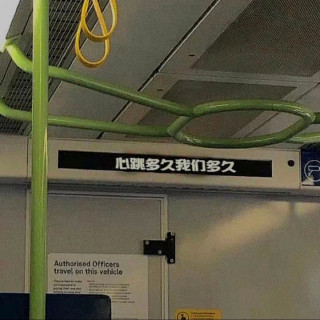 心跳多久我们多久
Authorised Officers
travel on this vehicle